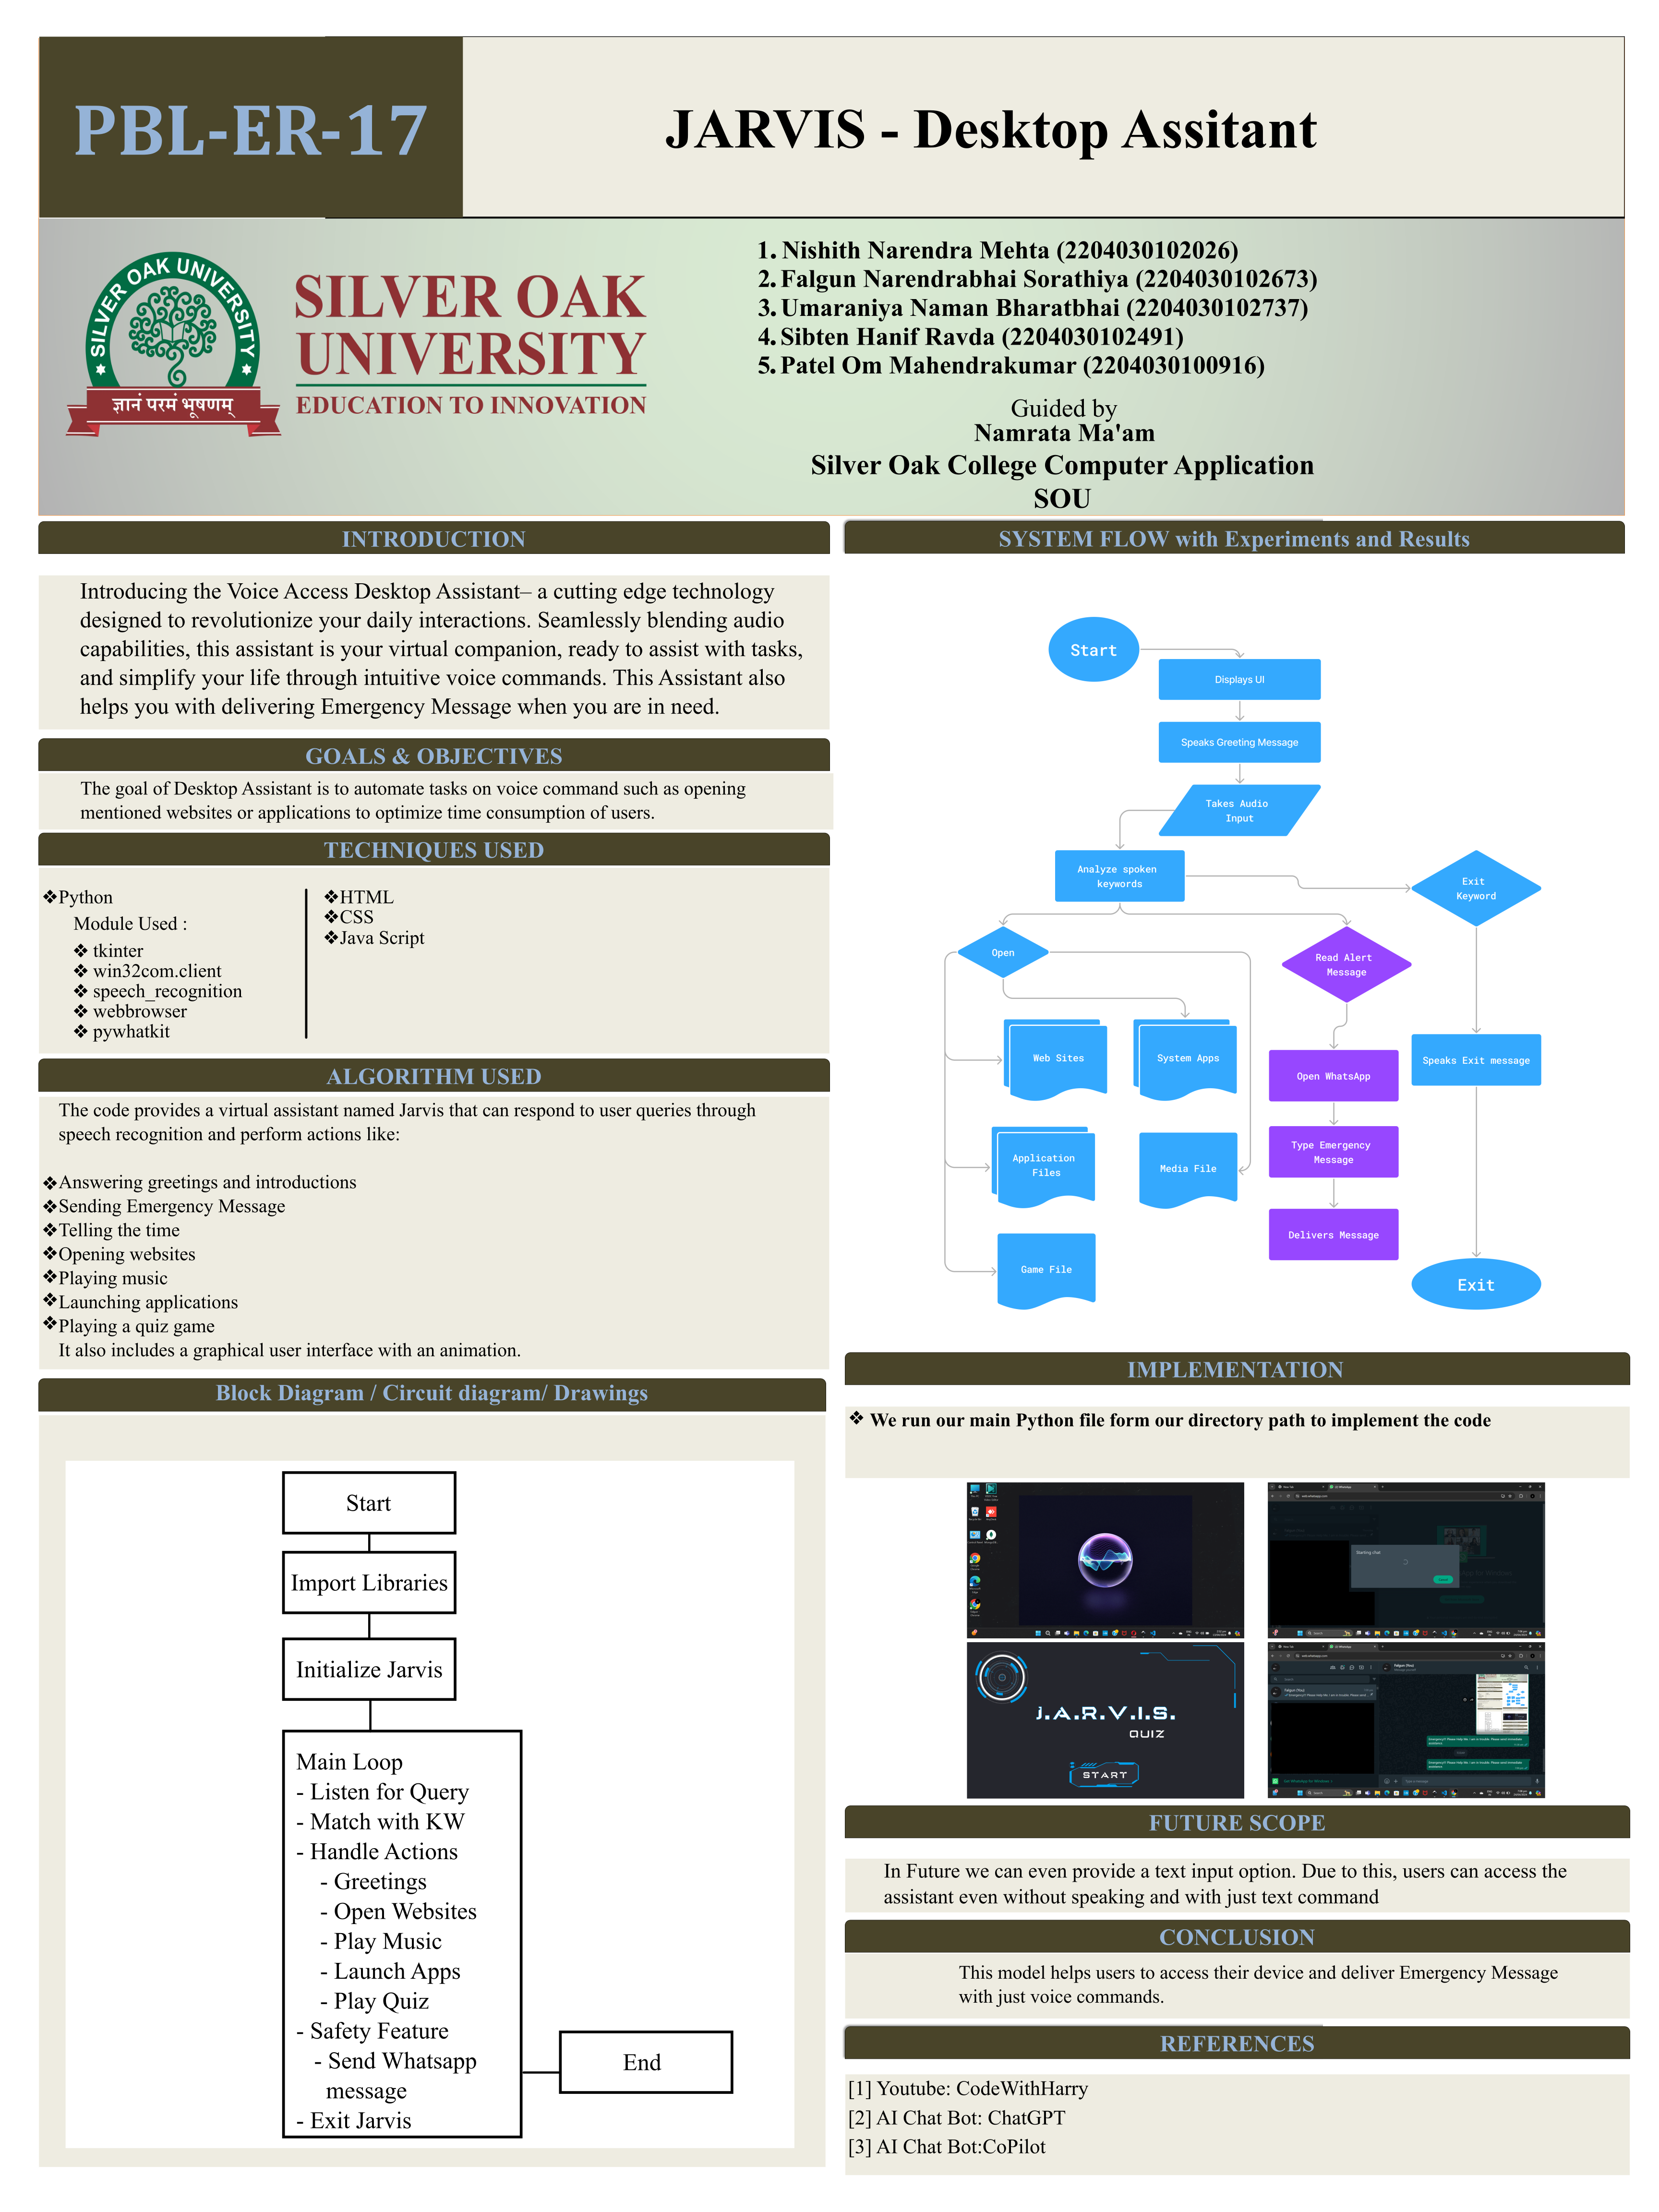 PBL-ER-17
JARVIS - Desktop Assitant
SILVER OAK UNIVERSITY
ज्ञानं परमं भूषणम्
SILVER OAK
UNIVERSITY
EDUCATION TO INNOVATION
1. Nishith Narendra Mehta (2204030102026)
2. Falgun Narendrabhai Sorathiya (2204030102673)
3. Umaraniya Naman Bharatbhai (2204030102737)
4. Sibten Hanif Ravda (2204030102491)
5. Patel Om Mahendrakumar (2204030100916)
Guided by
Namrata Ma'am
Silver Oak College Computer Application
SOU
INTRODUCTION
Introducing the Voice Access Desktop Assistant– a cutting edge technology
designed to revolutionize your daily interactions. Seamlessly blending audio
capabilities, this assistant is your virtual companion, ready to assist with tasks,
and simplify your life through intuitive voice commands. This Assistant also
helps you with delivering Emergency Message when you are in need.
GOALS & OBJECTIVES
The goal of Desktop Assistant is to automate tasks on voice command such as opening
mentioned websites or applications to optimize time consumption of users.
TECHNIQUES USED
❖Python
Module Used :
❖ tkinter
❖ win32com.client
❖ speech_recognition
❖ webbrowser
❖ pywhatkit
❖HTML
❖CSS
❖Java Script
ALGORITHM USED
The code provides a virtual assistant named Jarvis that can respond to user queries through
speech recognition and perform actions like:
❖Answering greetings and introductions
❖Sending Emergency Message
❖Telling the time
❖Opening websites
❖Playing music
❖Launching applications
❖Playing a quiz game
It also includes a graphical user interface with an animation.
Block Diagram / Circuit diagram/ Drawings
Start
Import Libraries
Initialize Jarvis
Main Loop
- Listen for Query
- Match with KW
- Handle Actions
- Greetings
- Open Websites
- Play Music
- Launch Apps
- Play Quiz
- Safety Feature
- Send Whatsapp
message
- Exit Jarvis
End
SYSTEM FLOW with Experiments and Results
Start
Displays UI
Speaks Greeting Message
Takes Audio
Input
Analyze spoken
keywords
Exit
Keyword
Open
Read Alert
Message
Web Sites
System Apps
Open WhatsApp
Speaks Exit message
Application
Files
Media File
Type Emergency
Message
Delivers Message
Game File
Exit
IMPLEMENTATION
❖ We run our main Python file form our directory path to implement the code
Starting chat
J.A.R.V.I.S.
QUIZ
START
FUTURE SCOPE
In Future we can even provide a text input option. Due to this, users can access the
assistant even without speaking and with just text command
CONCLUSION
This model helps users to access their device and deliver Emergency Message
with just voice commands.
REFERENCES
[1] Youtube: CodeWithHarry
[2] AI Chat Bot: ChatGPT
[3] AI Chat Bot:CoPilot